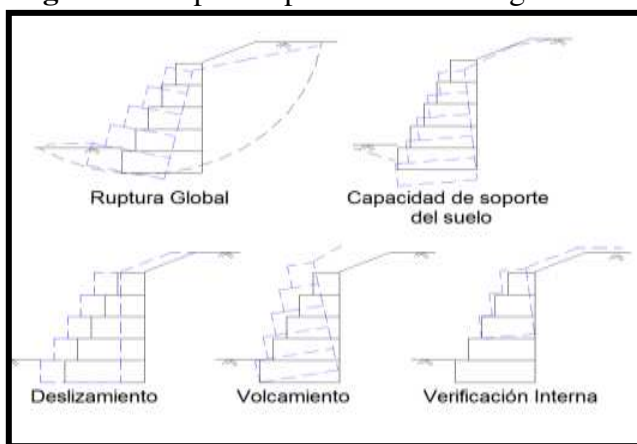 Ruptura Global
Capacidad de soporte
del suelo
Deslizamiento
Volcamiento
Verificación Interna